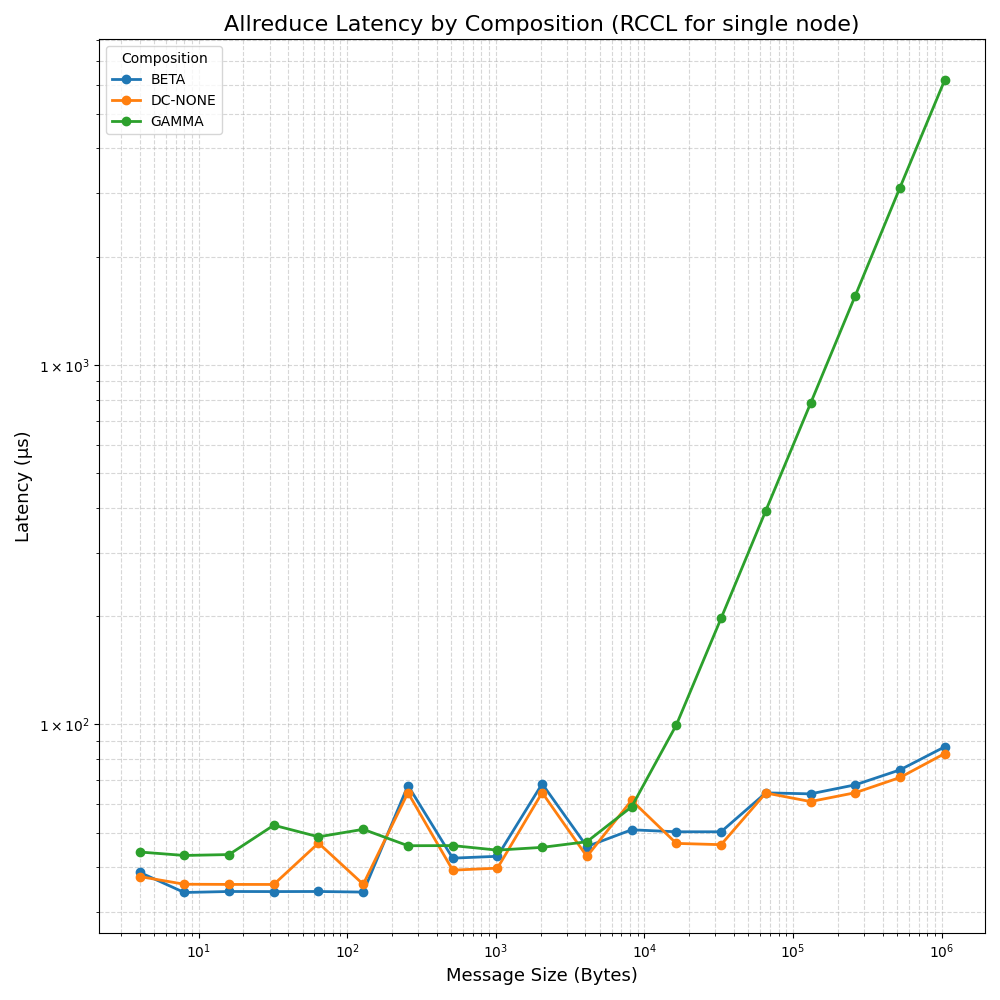 Allreduce Latency by Composition (RCCL for single node)
Composition
BETA
DC-NONE
GAMMA
Latency (μs)
1 × 10³
1 × 10²
10¹
10²
10³
10⁴
10⁵
10⁶
Message Size (Bytes)